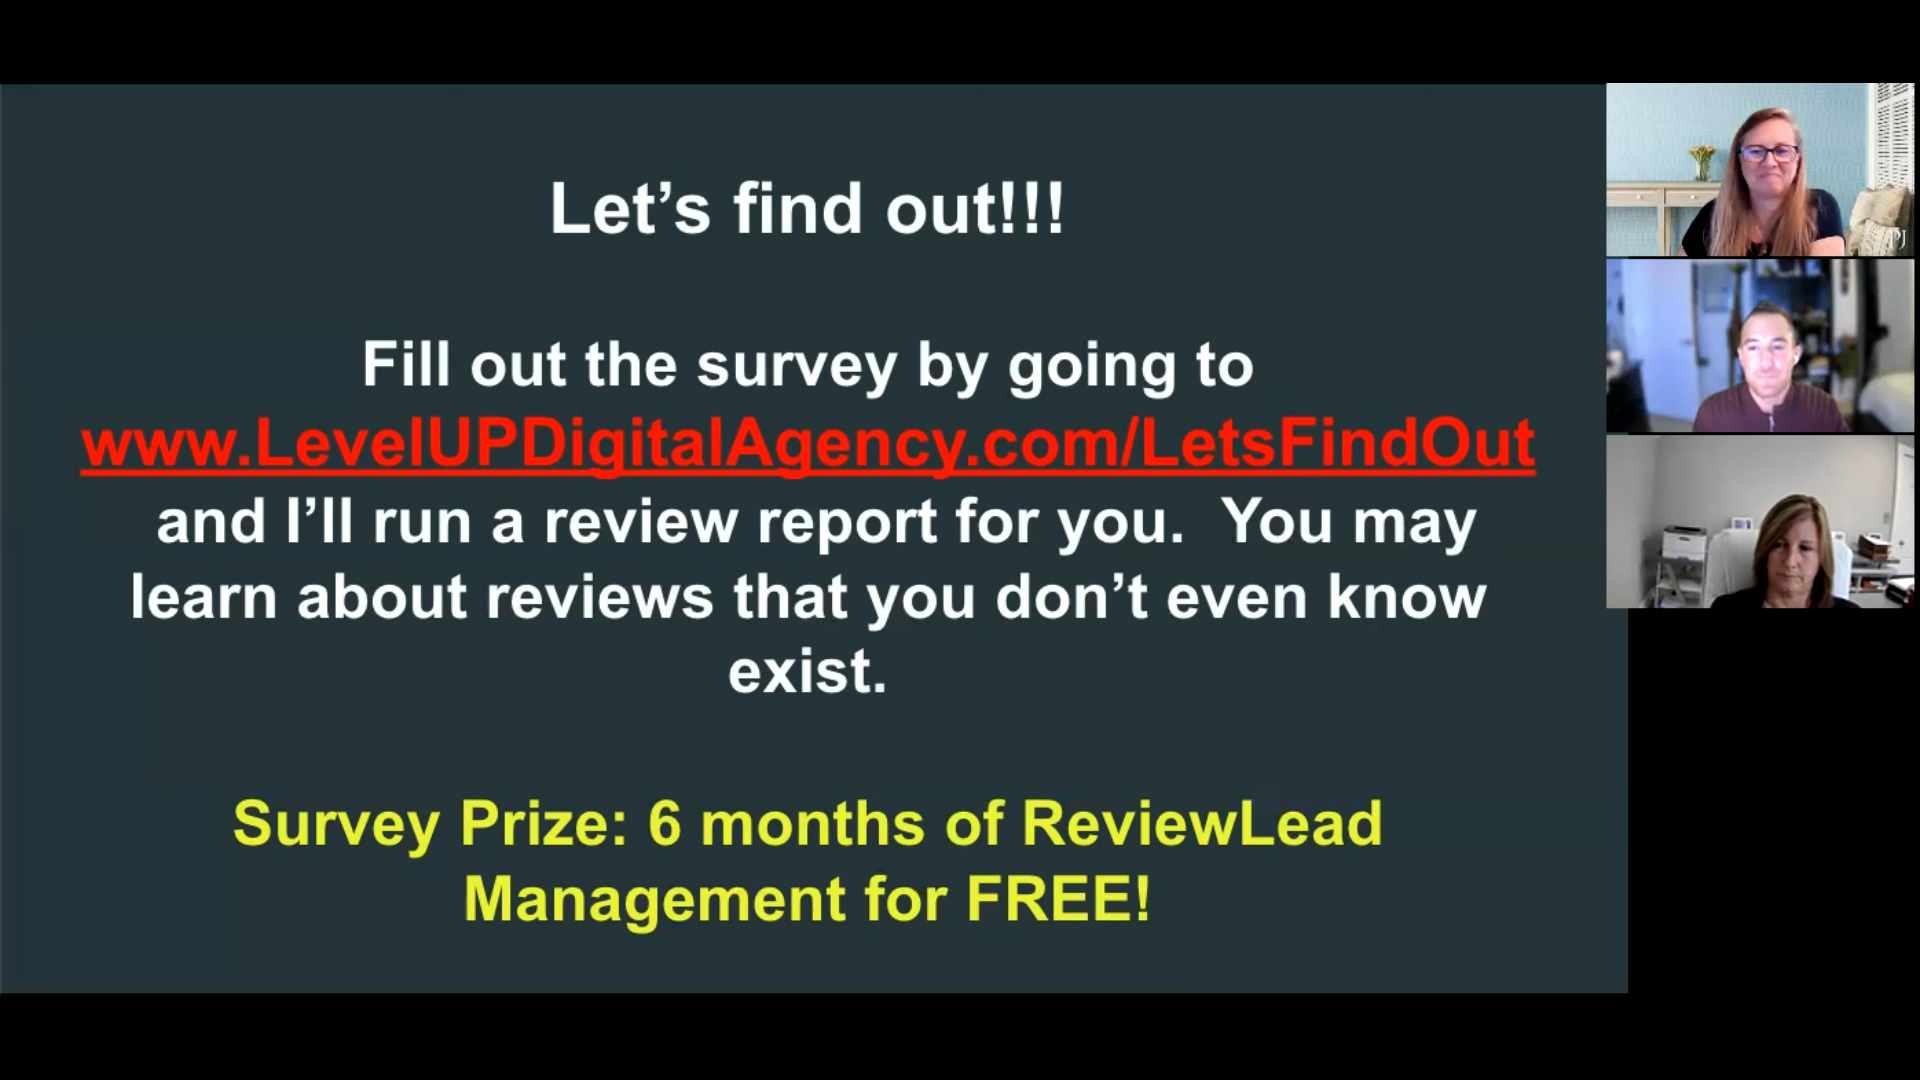 Let’s find out!!!
Fill out the survey by going to
www.LevelUPDigitalAgency.com/LetsFindOut
and I’ll run a review report for you.  You may
learn about reviews that you don’t even know
exist.
Survey Prize: 6 months of ReviewLead
Management for FREE!
PJ